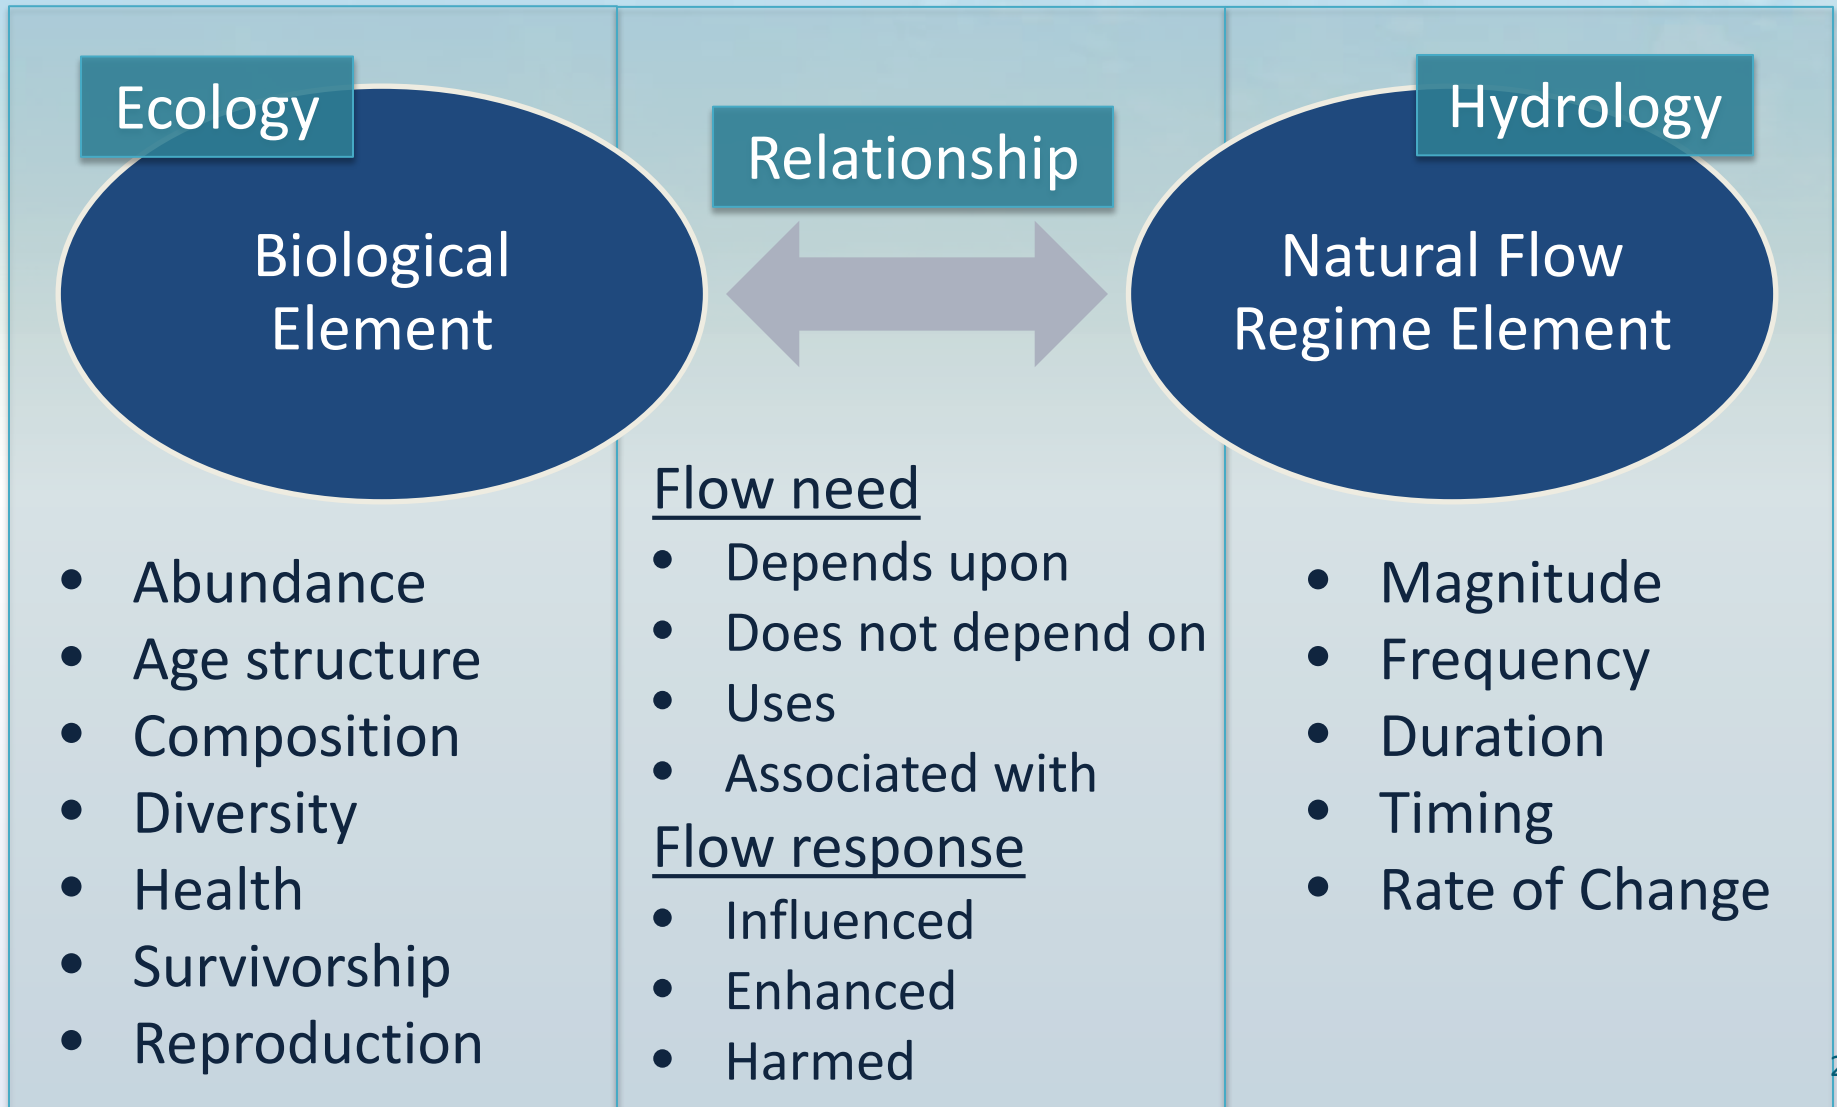 Ecology
Biological
Element
• Abundance
• Age structure
• Composition
• Diversity
• Health
• Survivorship
• Reproduction
Relationship
Flow need
• Depends upon
• Does not depend on
• Uses
• Associated with
Flow response
• Influenced
• Enhanced
• Harmed
Hydrology
Natural Flow
Regime Element
• Magnitude
• Frequency
• Duration
• Timing
• Rate of Change